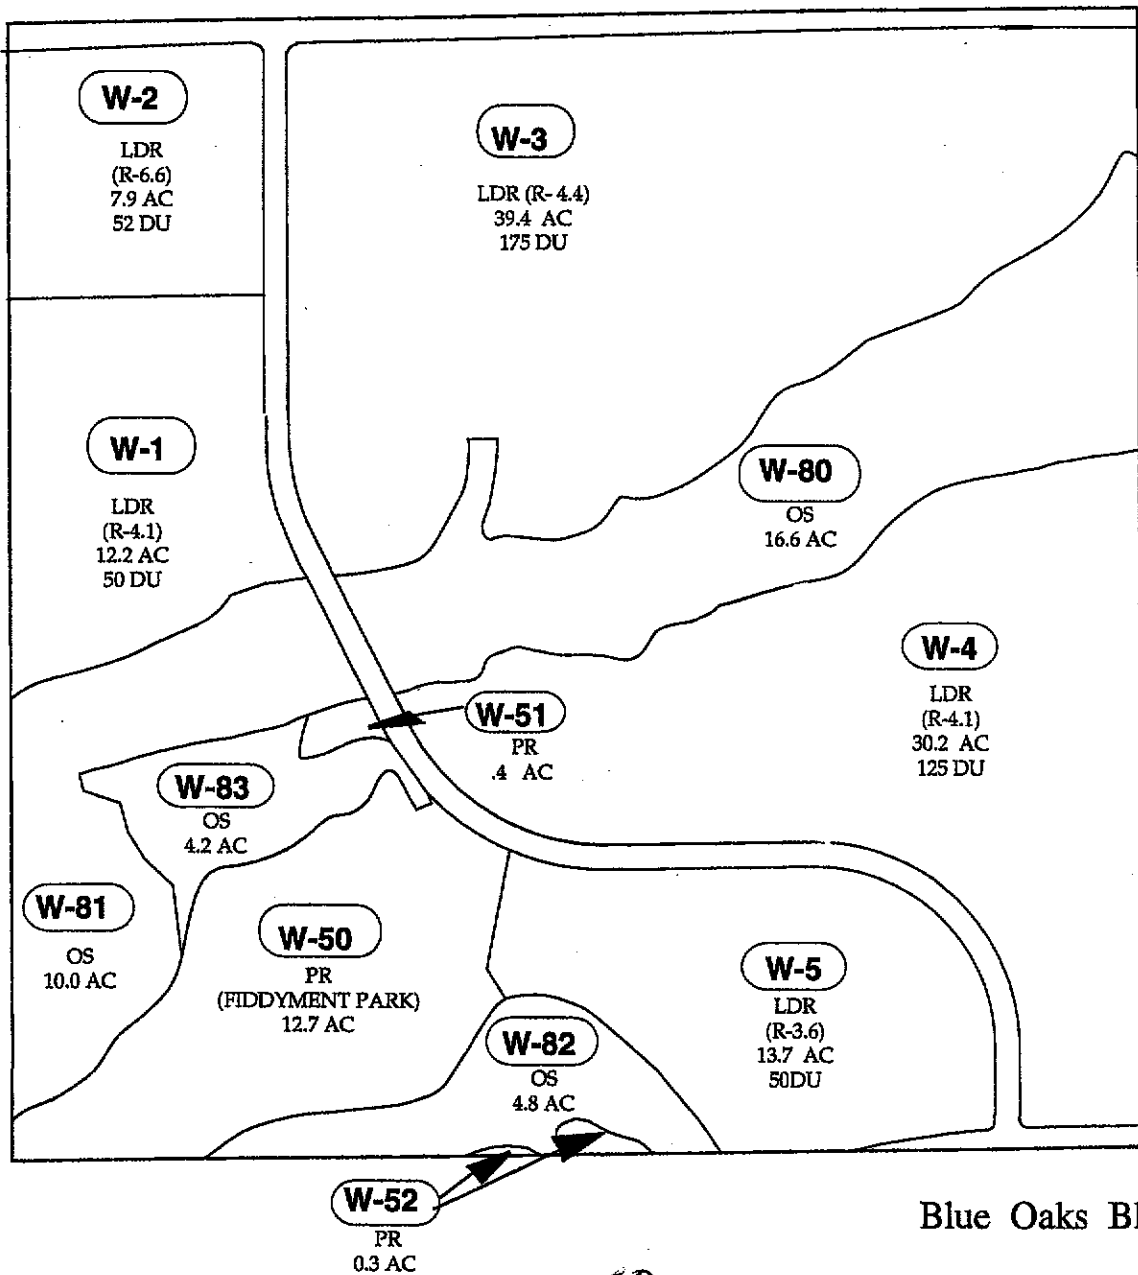 W-2
LDR
(R-6.6)
7.9 AC
52 DU
W-3
LDR (R- 4.4)
39.4 AC
175 DU
W-1
LDR
(R-4.1)
12.2 AC
50 DU
W-80
OS
16.6 AC
W-4
LDR
(R-4.1)
30.2 AC
125 DU
W-51
PR
.4 AC
W-83
OS
4.2 AC
W-81
OS
10.0 AC
W-50
PR
(FIDDYMENT PARK)
12.7 AC
W-5
LDR
(R-3.6)
13.7 AC
50DU
W-82
OS
4.8 AC
W-52
PR
0.3 AC
Blue Oaks